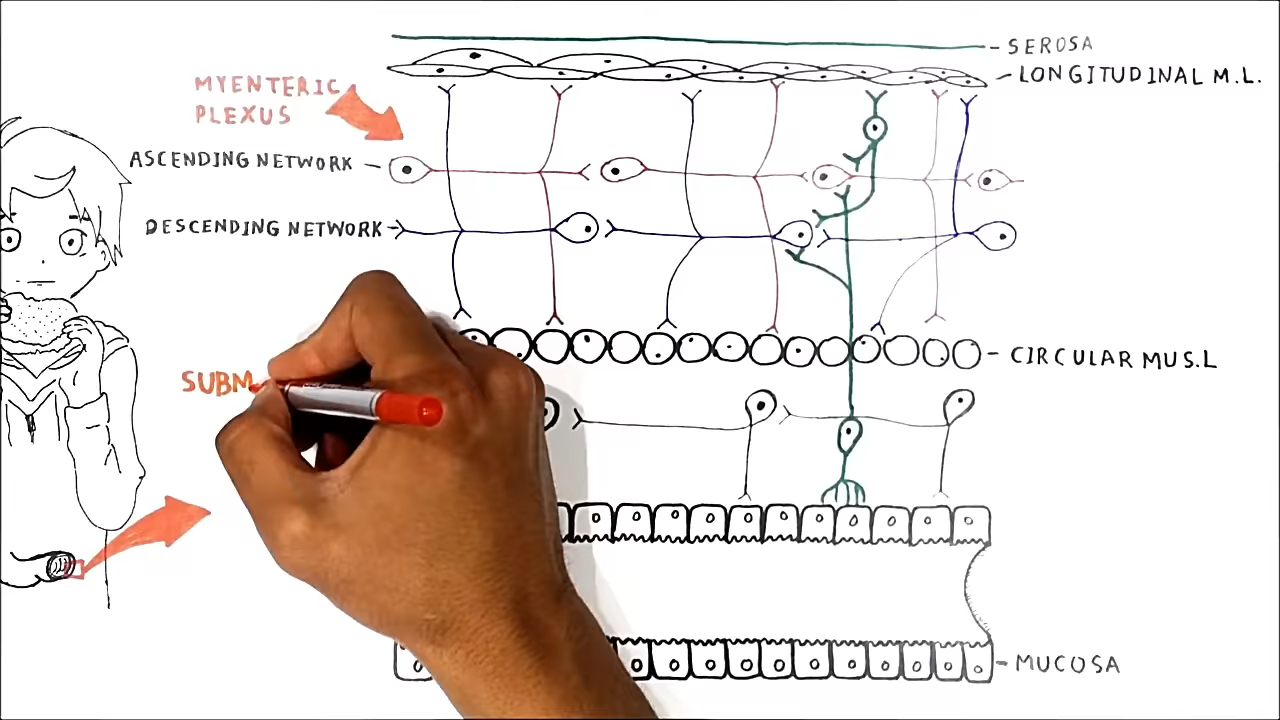 SEROSA
LONGITUDINAL M.L.
MYENTERIC
PLEXUS
ASCENDING NETWORK
DESCENDING NETWORK
CIRCULAR MUS.L
SUBM
MUCOSA